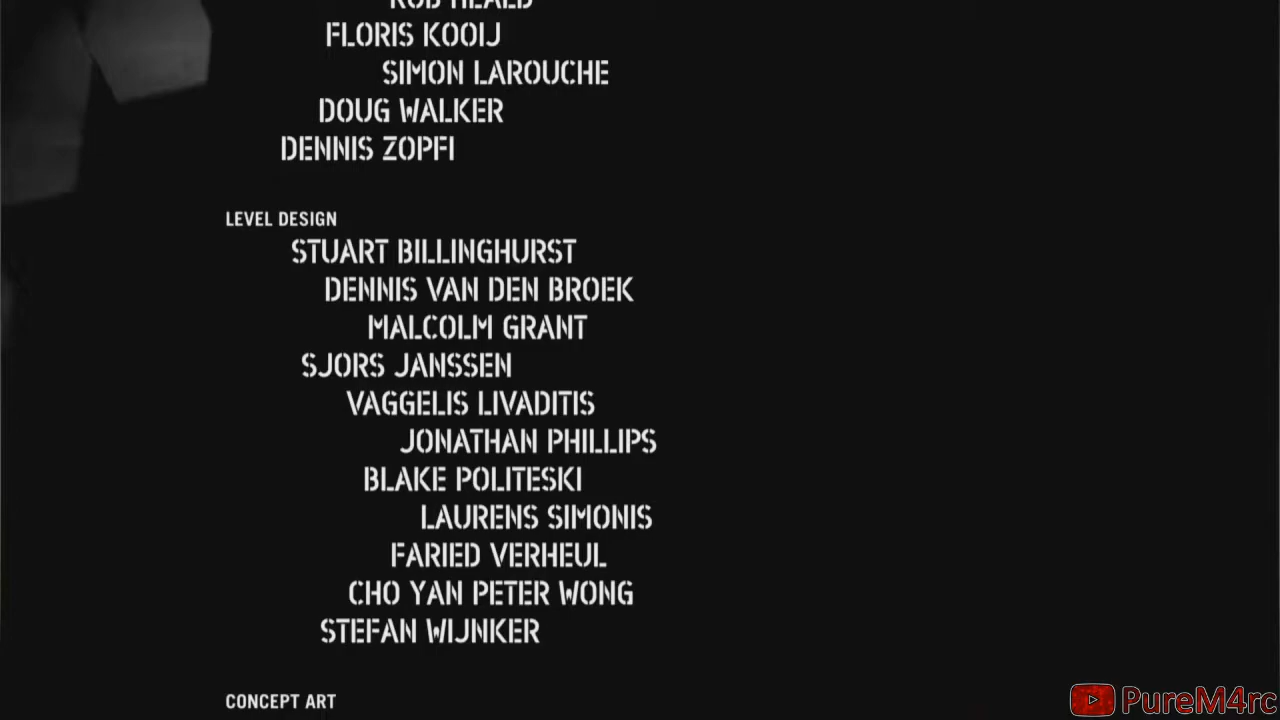 ROB HEALD
FLORIS KOOIJ
SIMON LAROUCHE
DOUG WALKER
DENNIS ZOPFI
LEVEL DESIGN
STUART BILLINGHURST
DENNIS VAN DEN BROEK
MALCOLM GRANT
SJORS JANSSEN
VAGGELIS LIVADITIS
JONATHAN PHILLIPS
BLAKE POLITESKI
LAURENS SIMONIS
FARIED VERHEUL
CHO YAN PETER WONG
STEFAN WIJNKER
CONCEPT ART
PureM4rc